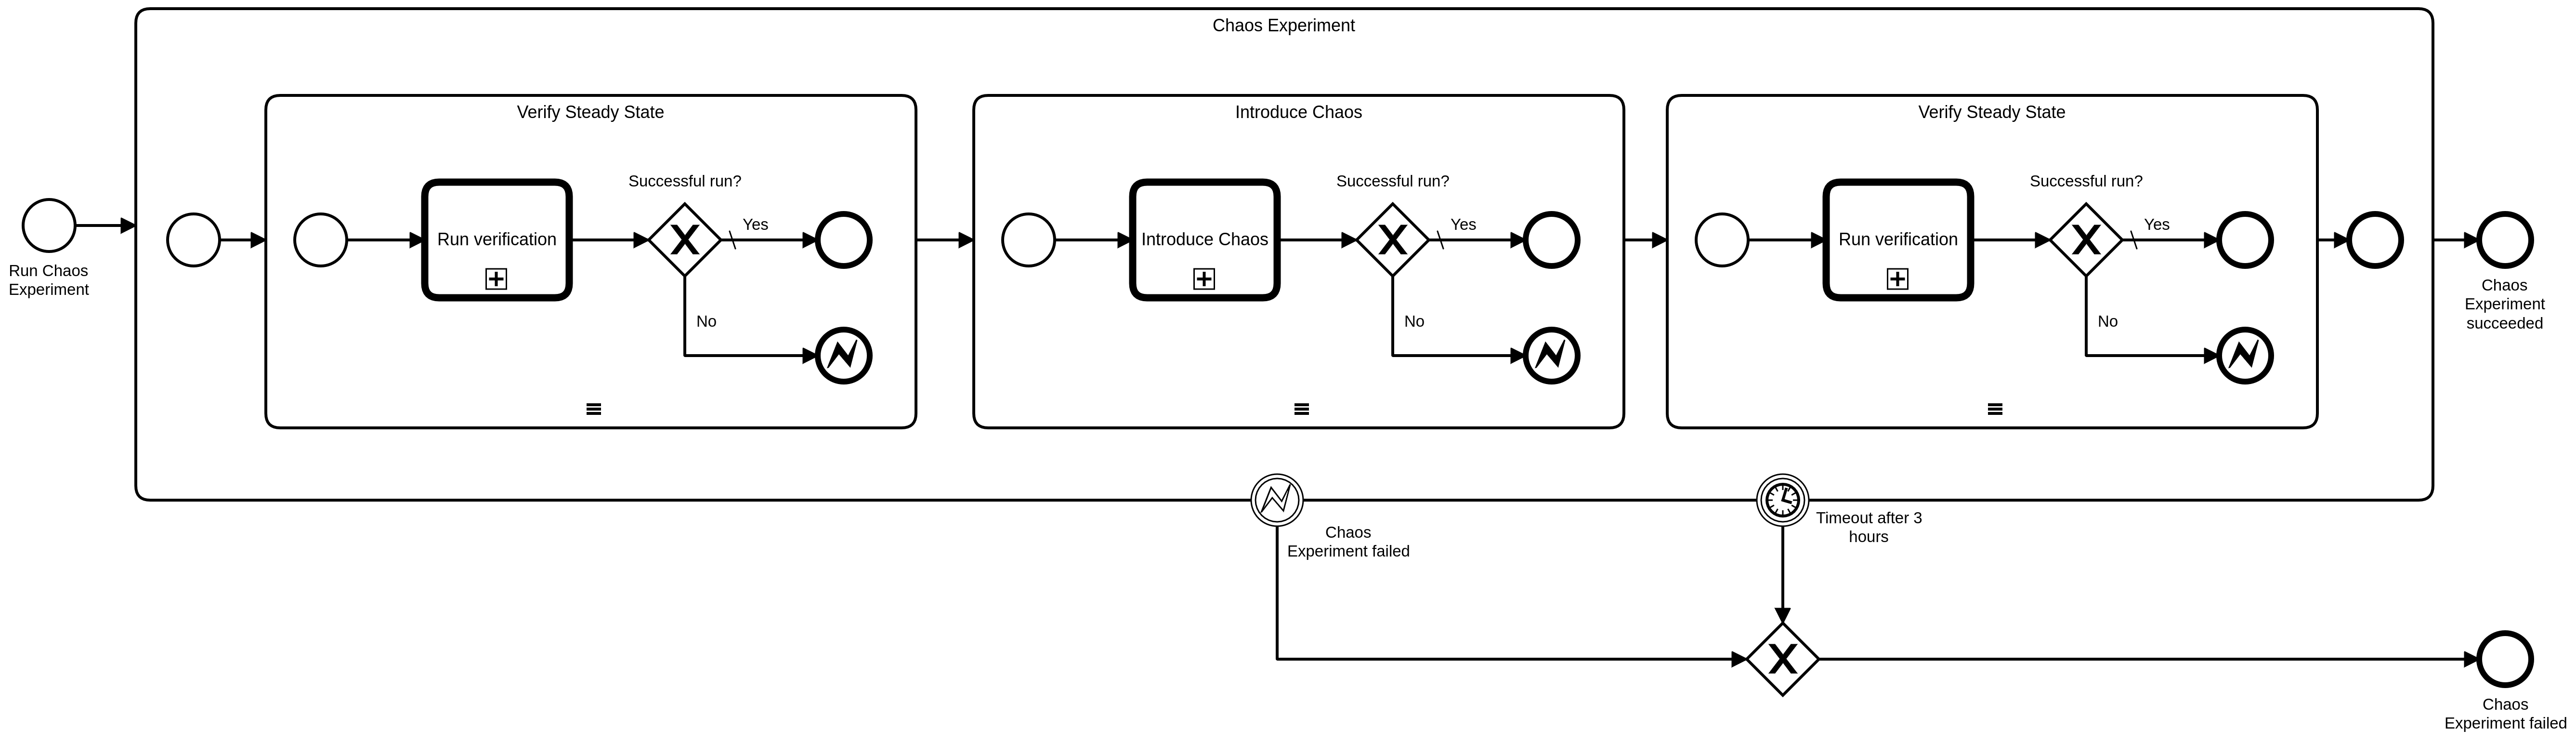 Chaos Experiment
Verify Steady State
Introduce Chaos
Verify Steady State
Successful run?
Successful run?
Successful run?
Yes
Yes
Yes
Run verification
Introduce Chaos
Run verification
Run Chaos
Experiment
Chaos
Experiment
succeeded
No
No
No
Chaos
Experiment failed
Timeout after 3
hours
Chaos
Experiment failed